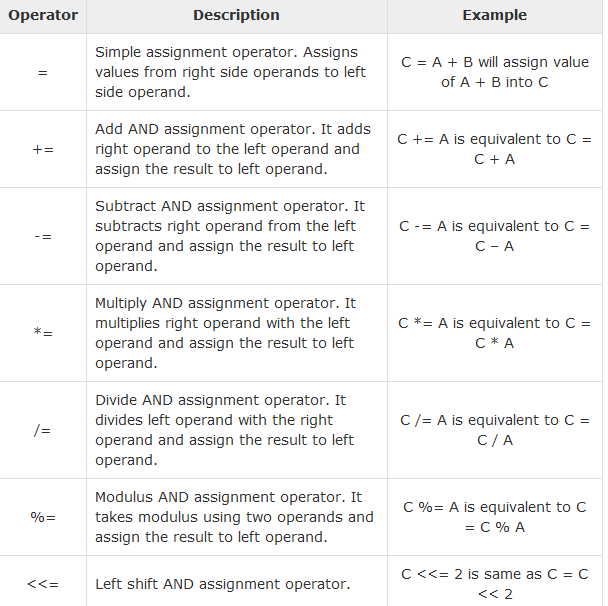 Operator Description Example
Simple assignment operator. Assigns
values from right side operands to left
side operand.
=
C = A + B will assign value
of A + B into C
Add AND assignment operator. It adds
right operand to the left operand and
assign the result to left operand.
+=
C += A is equivalent to C =
C + A
Subtract AND assignment operator. It
subtracts right operand from the left
operand and assign the result to left
operand.
-=
C -= A is equivalent to C =
C – A
Multiply AND assignment operator. It
multiplies right operand with the left
operand and assign the result to left
operand.
*=
C *= A is equivalent to C =
C * A
Divide AND assignment operator. It
divides left operand with the right
operand and assign the result to left
operand.
/=
C /= A is equivalent to C =
C / A
Modulus AND assignment operator. It
takes modulus using two operands and
assign the result to left operand.
%=
C %= A is equivalent to C
= C % A
<<=
Left shift AND assignment operator.
C <<= 2 is same as C = C
<< 2